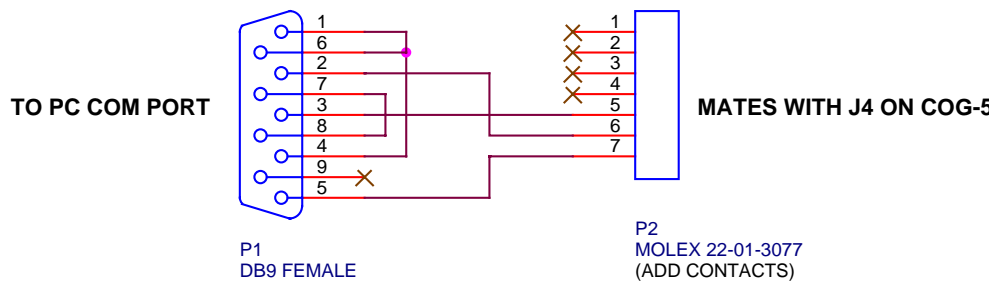 1
6
2
7
3
8
4
9
5
TO PC COM PORT
P1
DB9 FEMALE
1
2
3
4
5
6
7
MATES WITH J4 ON COG-5
P2
MOLEX 22-01-3077
(ADD CONTACTS)